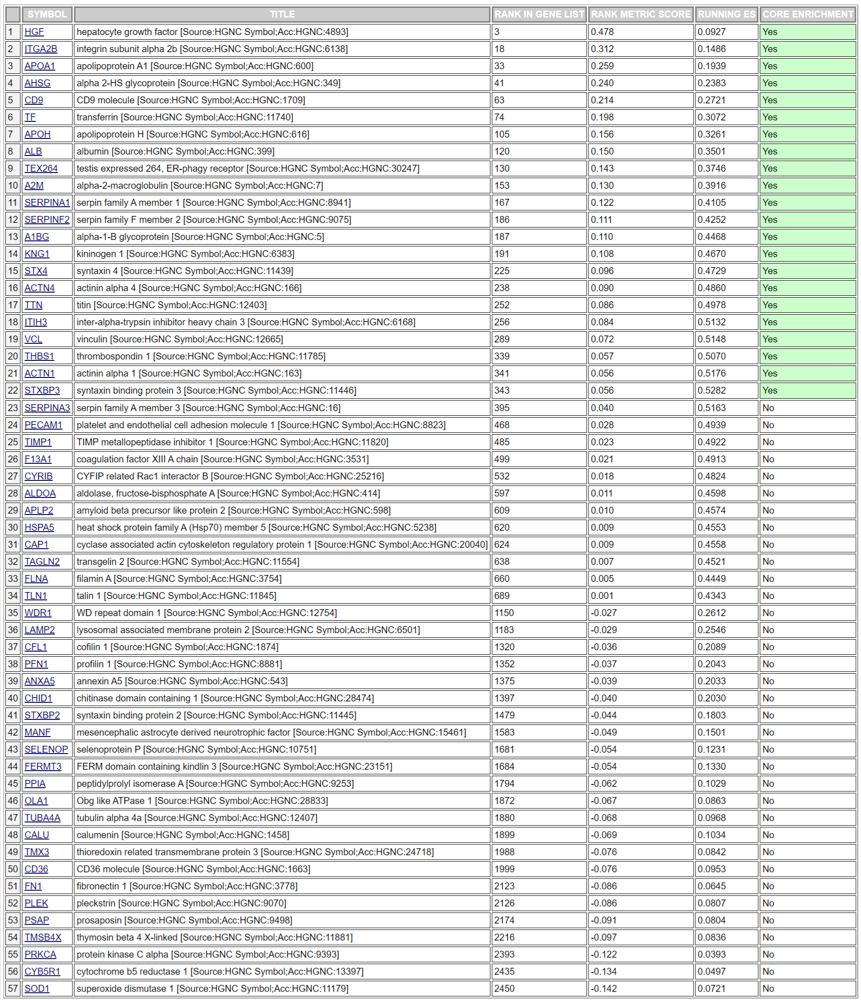 SYMBOL TITLE RANK IN GENE LIST RANK METRIC SCORE RUNNING ES CORE ENRICHMENT
1 HGF hepatocyte growth factor [Source:HGNC Symbol;Acc:HGNC:4893] 3 0.478 0.0927 Yes
2 ITGA2B integrin subunit alpha 2b [Source:HGNC Symbol;Acc:HGNC:6138] 18 0.312 0.1486 Yes
3 APOA1 apolipoprotein A1 [Source:HGNC Symbol;Acc:HGNC:600] 33 0.259 0.1939 Yes
4 AHSG alpha 2-HS glycoprotein [Source:HGNC Symbol;Acc:HGNC:349] 41 0.240 0.2383 Yes
5 CD9 CD9 molecule [Source:HGNC Symbol;Acc:HGNC:1709] 63 0.214 0.2721 Yes
6 TF transferrin [Source:HGNC Symbol;Acc:HGNC:11740] 74 0.198 0.3072 Yes
7 APOH apolipoprotein H [Source:HGNC Symbol;Acc:HGNC:616] 105 0.156 0.3261 Yes
8 ALB albumin [Source:HGNC Symbol;Acc:HGNC:399] 120 0.150 0.3501 Yes
9 TEX264 testis expressed 264, ER-phagy receptor [Source:HGNC Symbol;Acc:HGNC:30247] 130 0.143 0.3746 Yes
10 A2M alpha-2-macroglobulin [Source:HGNC Symbol;Acc:HGNC:7] 153 0.130 0.3916 Yes
11 SERPINA1 serpin family A member 1 [Source:HGNC Symbol;Acc:HGNC:8941] 167 0.122 0.4105 Yes
12 SERPINF2 serpin family F member 2 [Source:HGNC Symbol;Acc:HGNC:9075] 186 0.111 0.4252 Yes
13 A1BG alpha-1-B glycoprotein [Source:HGNC Symbol;Acc:HGNC:5] 187 0.110 0.4468 Yes
14 KNG1 kininogen 1 [Source:HGNC Symbol;Acc:HGNC:6383] 191 0.108 0.4670 Yes
15 STX4 syntaxin 4 [Source:HGNC Symbol;Acc:HGNC:11439] 225 0.096 0.4729 Yes
16 ACTN4 actinin alpha 4 [Source:HGNC Symbol;Acc:HGNC:166] 238 0.090 0.4860 Yes
17 TTN titin [Source:HGNC Symbol;Acc:HGNC:12403] 252 0.086 0.4978 Yes
18 ITIH3 inter-alpha-trypsin inhibitor heavy chain 3 [Source:HGNC Symbol;Acc:HGNC:6168] 256 0.084 0.5132 Yes
19 VCL vinculin [Source:HGNC Symbol;Acc:HGNC:12665] 289 0.072 0.5148 Yes
20 THBS1 thrombospondin 1 [Source:HGNC Symbol;Acc:HGNC:11785] 339 0.057 0.5070 Yes
21 ACTN1 actinin alpha 1 [Source:HGNC Symbol;Acc:HGNC:163] 341 0.056 0.5176 Yes
22 STXBP3 syntaxin binding protein 3 [Source:HGNC Symbol;Acc:HGNC:11446] 343 0.056 0.5282 Yes
23 SERPINA3 serpin family A member 3 [Source:HGNC Symbol;Acc:HGNC:16] 395 0.040 0.5163 No
24 PECAM1 platelet and endothelial cell adhesion molecule 1 [Source:HGNC Symbol;Acc:HGNC:8823] 468 0.028 0.4939 No
25 TIMP1 TIMP metallopeptidase inhibitor 1 [Source:HGNC Symbol;Acc:HGNC:11820] 485 0.023 0.4922 No
26 F13A1 coagulation factor XIII A chain [Source:HGNC Symbol;Acc:HGNC:3531] 499 0.021 0.4913 No
27 CYRIB CYFIP related Rac1 interactor B [Source:HGNC Symbol;Acc:HGNC:25216] 532 0.018 0.4824 No
28 ALDOA aldolase, fructose-bisphosphate A [Source:HGNC Symbol;Acc:HGNC:414] 597 0.011 0.4598 No
29 APLP2 amyloid beta precursor like protein 2 [Source:HGNC Symbol;Acc:HGNC:598] 609 0.010 0.4574 No
30 HSPA5 heat shock protein family A (Hsp70) member 5 [Source:HGNC Symbol;Acc:HGNC:5238] 620 0.009 0.4553 No
31 CAP1 cyclase associated actin cytoskeleton regulatory protein 1 [Source:HGNC Symbol;Acc:HGNC:20040] 624 0.009 0.4558 No
32 TAGLN2 transgelin 2 [Source:HGNC Symbol;Acc:HGNC:11554] 638 0.007 0.4521 No
33 FLNA filamin A [Source:HGNC Symbol;Acc:HGNC:3754] 660 0.005 0.4449 No
34 TLN1 talin 1 [Source:HGNC Symbol;Acc:HGNC:11845] 689 0.001 0.4343 No
35 WDR1 WD repeat domain 1 [Source:HGNC Symbol;Acc:HGNC:12754] 1150 -0.027 0.2612 No
36 LAMP2 lysosomal associated membrane protein 2 [Source:HGNC Symbol;Acc:HGNC:6501] 1183 -0.029 0.2546 No
37 CFL1 cofilin 1 [Source:HGNC Symbol;Acc:HGNC:1874] 1320 -0.036 0.2089 No
38 PFN1 profilin 1 [Source:HGNC Symbol;Acc:HGNC:8881] 1352 -0.037 0.2043 No
39 ANXA5 annexin A5 [Source:HGNC Symbol;Acc:HGNC:543] 1375 -0.039 0.2033 No
40 CHID1 chitinase domain containing 1 [Source:HGNC Symbol;Acc:HGNC:28474] 1397 -0.040 0.2030 No
41 STXBP2 syntaxin binding protein 2 [Source:HGNC Symbol;Acc:HGNC:11445] 1479 -0.044 0.1803 No
42 MANF mesencephalic astrocyte derived neurotrophic factor [Source:HGNC Symbol;Acc:HGNC:15461] 1583 -0.049 0.1501 No
43 SELENOP selenoprotein P [Source:HGNC Symbol;Acc:HGNC:10751] 1681 -0.054 0.1231 No
44 FERMT3 FERM domain containing kindlin 3 [Source:HGNC Symbol;Acc:HGNC:23151] 1684 -0.054 0.1330 No
45 PPIA peptidylprolyl isomerase A [Source:HGNC Symbol;Acc:HGNC:9253] 1794 -0.062 0.1029 No
46 OLA1 Obg like ATPase 1 [Source:HGNC Symbol;Acc:HGNC:28833] 1872 -0.067 0.0863 No
47 TUBA4A tubulin alpha 4a [Source:HGNC Symbol;Acc:HGNC:12407] 1880 -0.068 0.0968 No
48 CALU calumenin [Source:HGNC Symbol;Acc:HGNC:1458] 1899 -0.069 0.1034 No
49 TMX3 thioredoxin related transmembrane protein 3 [Source:HGNC Symbol;Acc:HGNC:24718] 1988 -0.076 0.0842 No
50 CD36 CD36 molecule [Source:HGNC Symbol;Acc:HGNC:1663] 1999 -0.076 0.0953 No
51 FN1 fibronectin 1 [Source:HGNC Symbol;Acc:HGNC:3778] 2123 -0.086 0.0645 No
52 PLEK pleckstrin [Source:HGNC Symbol;Acc:HGNC:9070] 2126 -0.086 0.0807 No
53 PSAP prosaposin [Source:HGNC Symbol;Acc:HGNC:9498] 2174 -0.091 0.0804 No
54 TMSB4X thymosin beta 4 X-linked [Source:HGNC Symbol;Acc:HGNC:11881] 2216 -0.097 0.0836 No
55 PRKCA protein kinase C alpha [Source:HGNC Symbol;Acc:HGNC:9393] 2393 -0.122 0.0393 No
56 CYB5R1 cytochrome b5 reductase 1 [Source:HGNC Symbol;Acc:HGNC:13397] 2435 -0.134 0.0497 No
57 SOD1 superoxide dismutase 1 [Source:HGNC Symbol;Acc:HGNC:11179] 2450 -0.142 0.0721 No